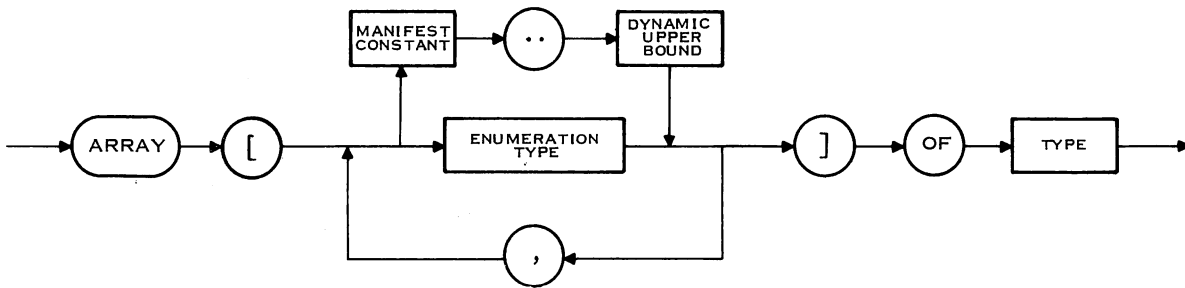 MANIFEST
CONSTANT
..
DYNAMIC
UPPER
BOUND
ARRAY
[
ENUMERATION
TYPE
]
OF
TYPE
,